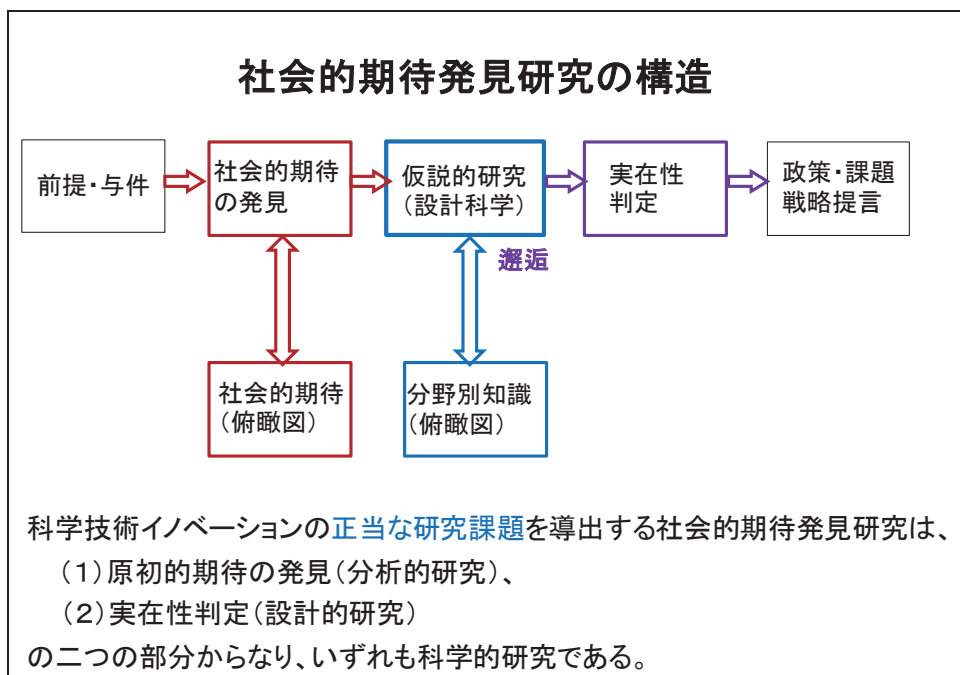 社会的期待発見研究の構造
前提・与件
社会的期待
の発見
仮説的研究
(設計科学)
実在性
判定
政策・課題
戦略提言
邂逅
社会的期待
(俯瞰図)
分野別知識
(俯瞰図)
科学技術イノベーションの正当な研究課題を導出する社会的期待発見研究は、
(1)原初的期待の発見(分析的研究)、
(2)実在性判定(設計的研究)
の二つの部分からなり、いずれも科学的研究である。